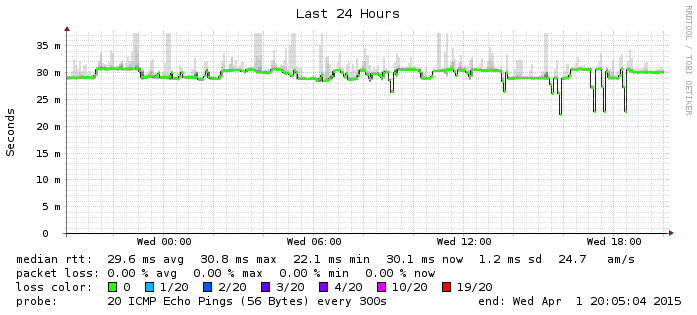 Last 24 Hours
RRDTOOL / TOBI OETIKER
Seconds
35 m
30 m
25 m
20 m
15 m
10 m
5 m
0
Wed 00:00 Wed 06:00 Wed 12:00 Wed 18:00
median rtt: 29.6 ms avg 30.8 ms max 22.1 ms min 30.1 ms now 1.2 ms sd 24.7 am/s
packet loss: 0.00 % avg 0.00 % max 0.00 % min 0.00 % now
loss color: 0 1/20 2/20 3/20 4/20 10/20 19/20
probe: 20 ICMP Echo Pings (56 Bytes) every 300s end: Wed Apr 1 20:05:04 2015